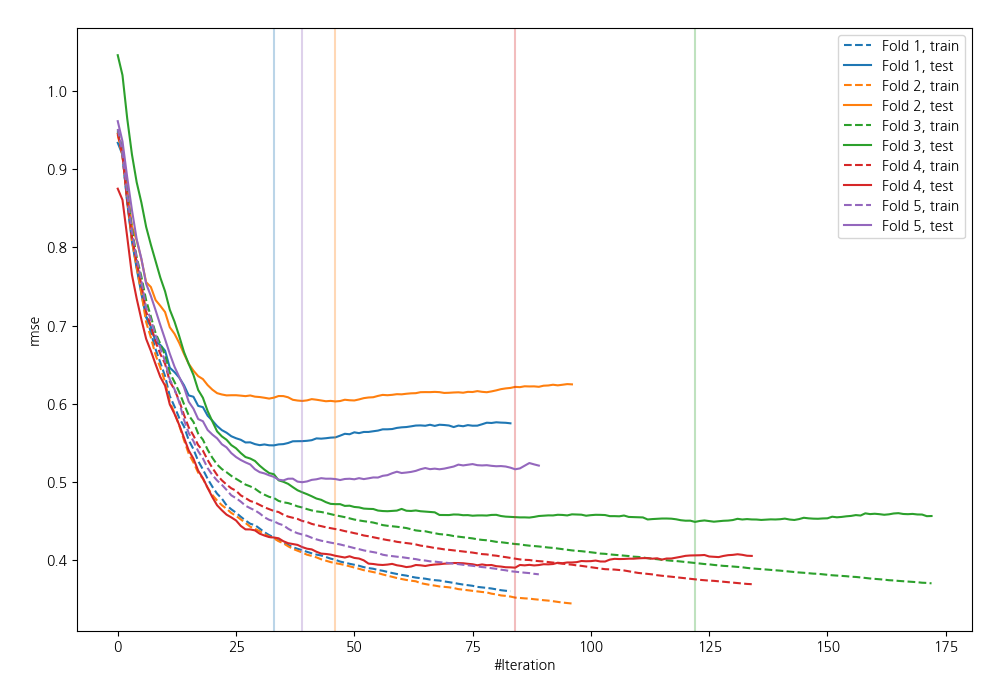 Fold 1, train
Fold 1, test
Fold 2, train
Fold 2, test
Fold 3, train
Fold 3, test
Fold 4, train
Fold 4, test
Fold 5, train
Fold 5, test
1.0
0.9
0.8
0.7
0.6
0.5
0.4
rmse
0 25 50 75 100 125 150 175
#Iteration